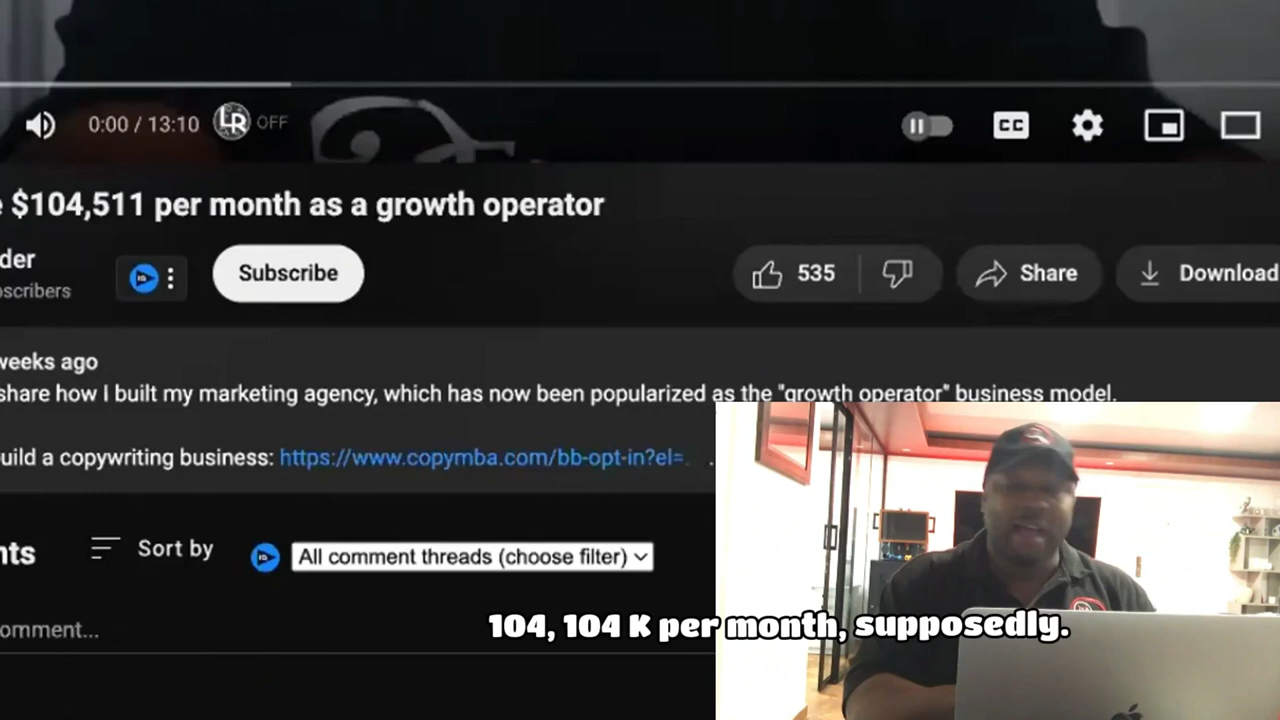 0:00 / 13:10 LR OFF
CC
$104,511 per month as a growth operator
der
Subscribe
535
Share
Download
scribers
weeks ago
share how I built my marketing agency, which has now been popularized as the "growth operator" business model.
uild a copywriting business: https://www.copymba.com/bb-opt-in?el=
nts
Sort by
All comment threads (choose filter)
omment...
104, 104 K per month, supposedly.